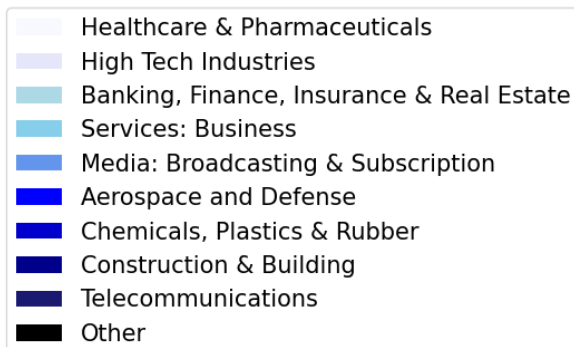 Healthcare & Pharmaceuticals
High Tech Industries
Banking, Finance, Insurance & Real Estate
Services: Business
Media: Broadcasting & Subscription
Aerospace and Defense
Chemicals, Plastics & Rubber
Construction & Building
Telecommunications
Other